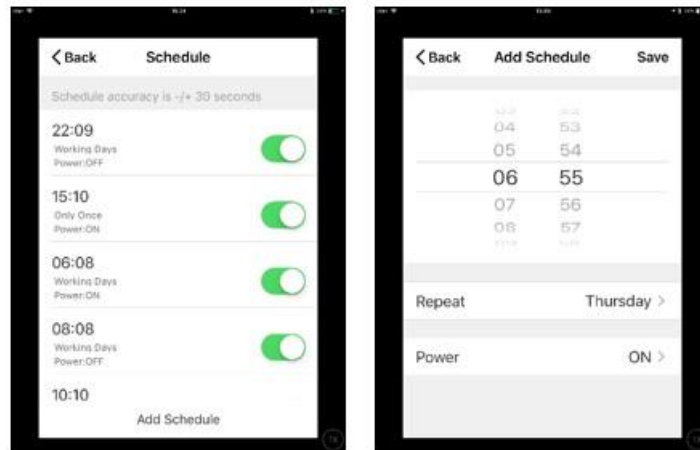 Back Schedule
Schedule accuracy is -/+ 30 seconds
22:09
Working Days
Power:OFF
15:10
Only Once
Power:ON
06:08
Working Days
Power:ON
08:08
Working Days
Power:OFF
10:10
Add Schedule
Back Add Schedule Save
04 53
05 54
06 55
07 56
08 57
Repeat Thursday
Power ON